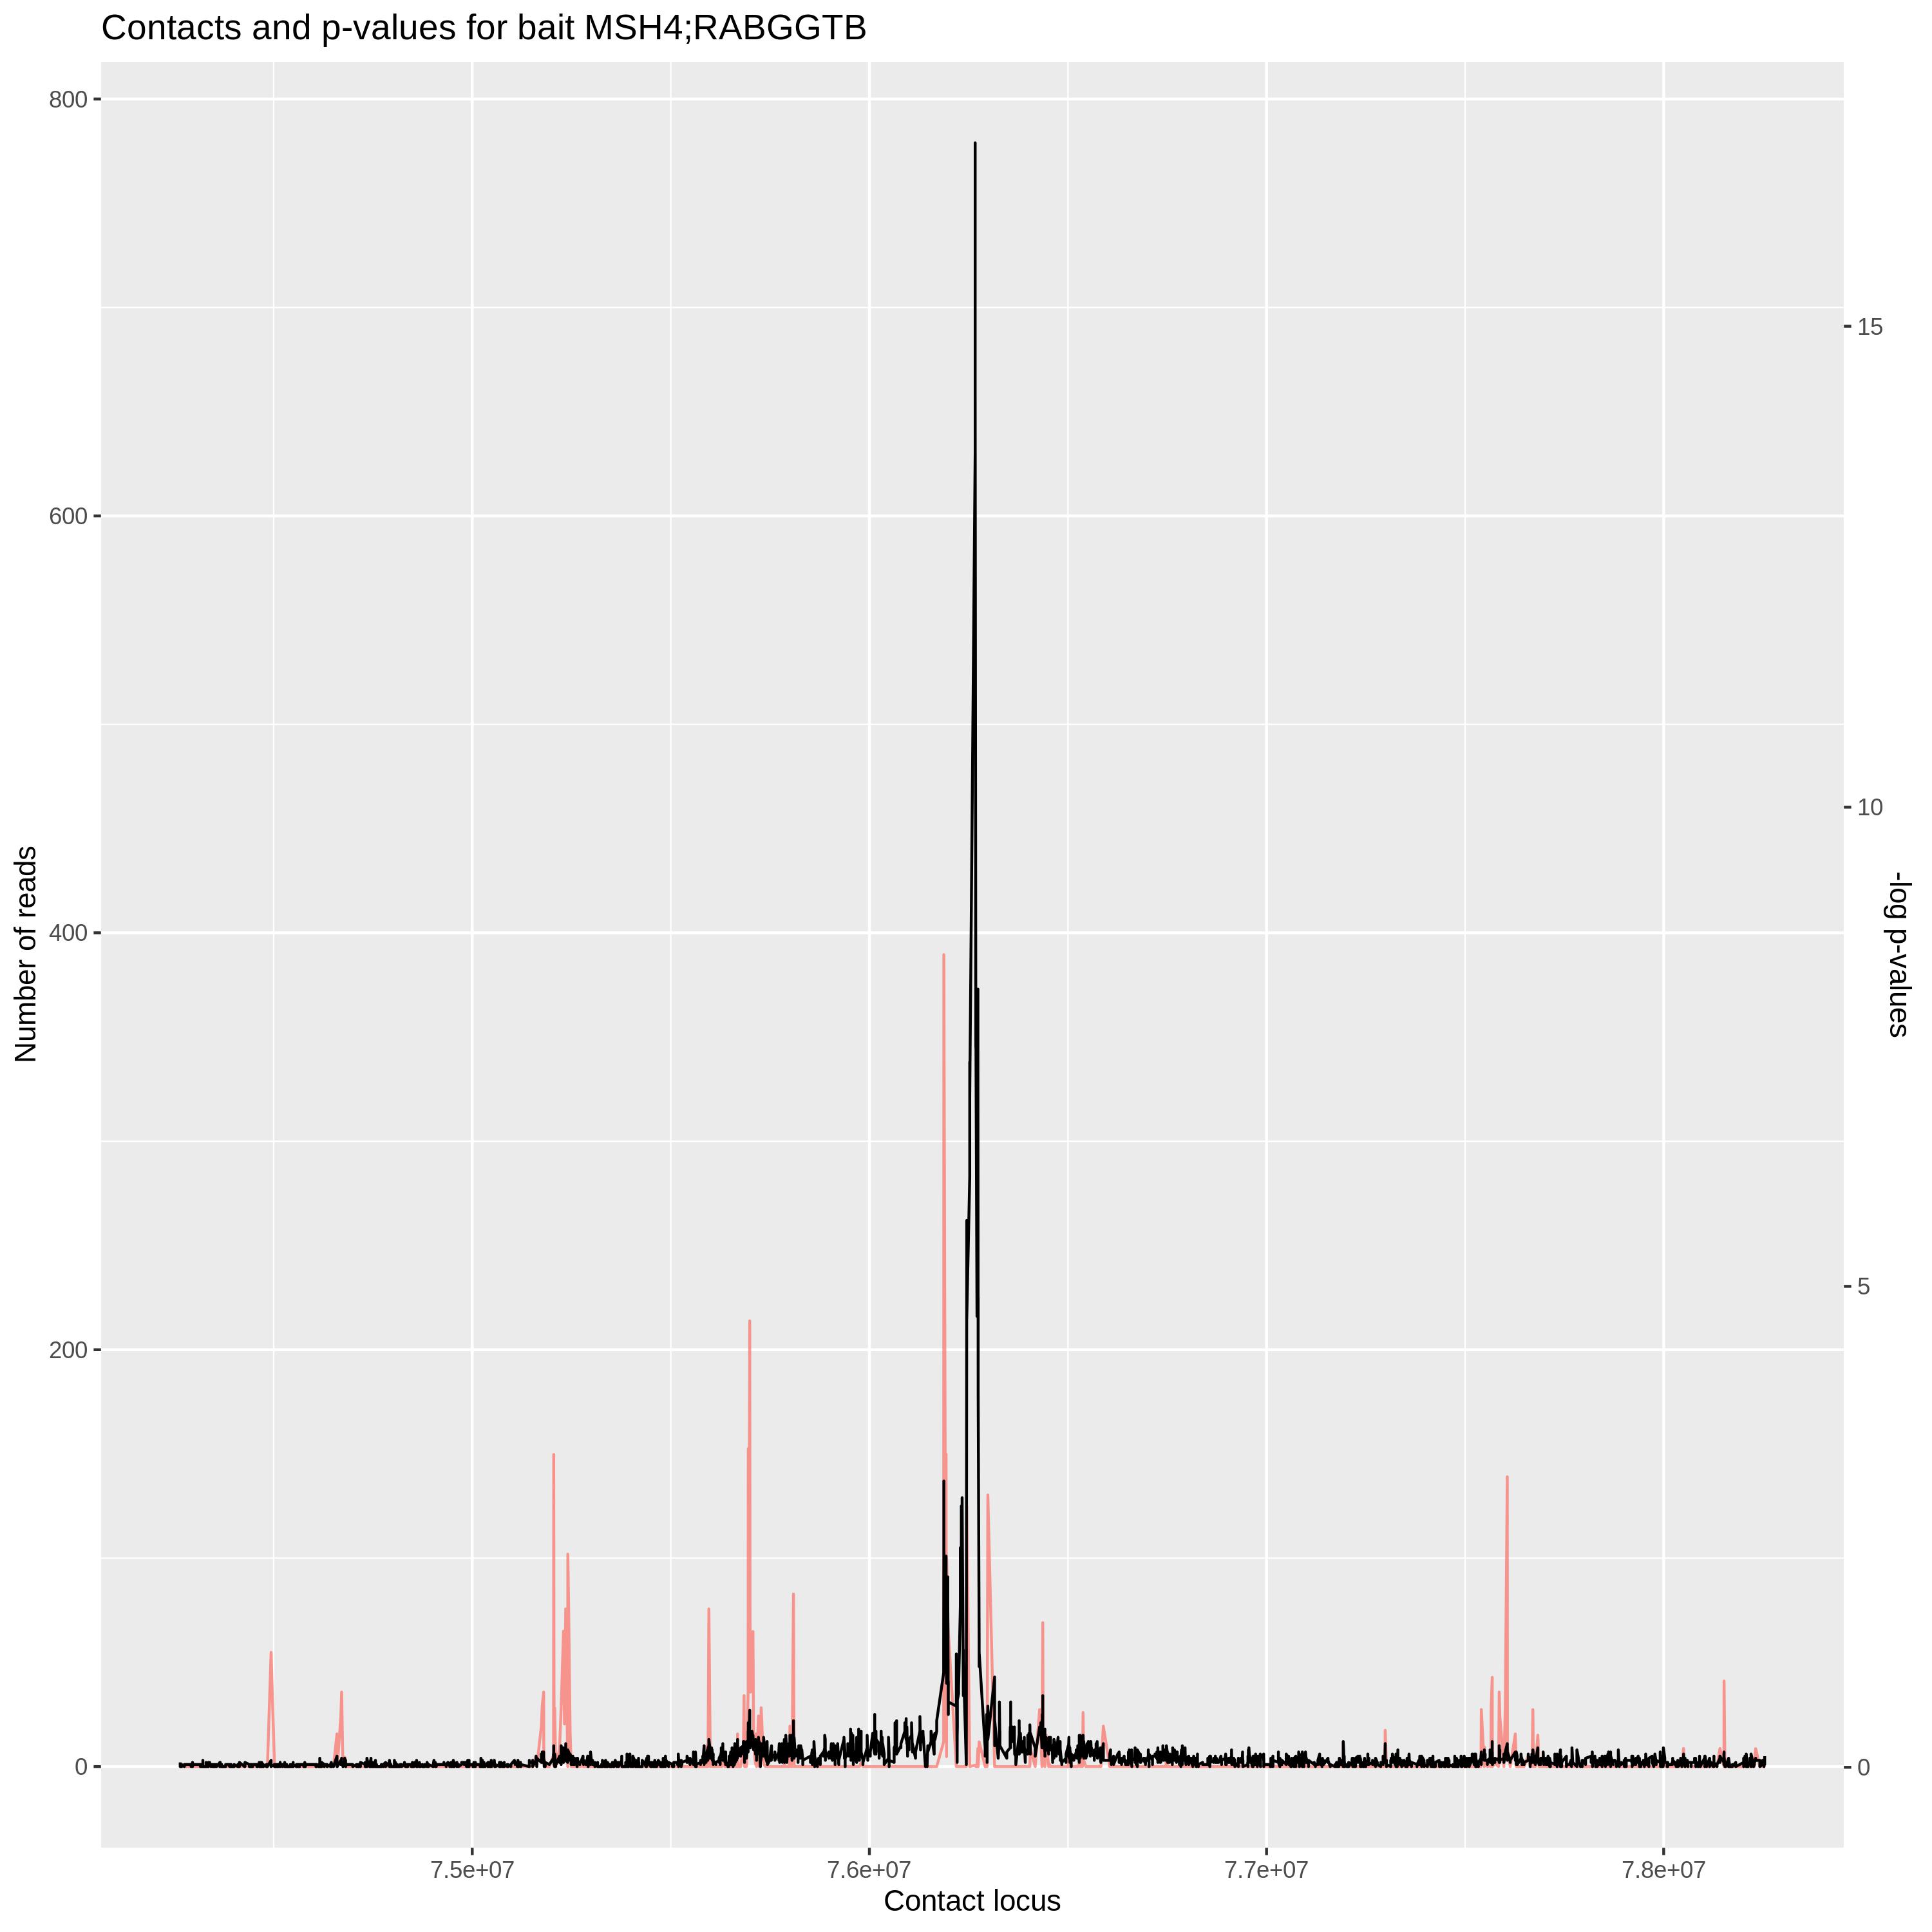 Contacts and p-values for bait MSH4;RABGGTB
800
600
400
200
0
Number of reads
15
10
5
0
-log p-values
7.5e+07
7.6e+07
7.7e+07
7.8e+07
Contact locus